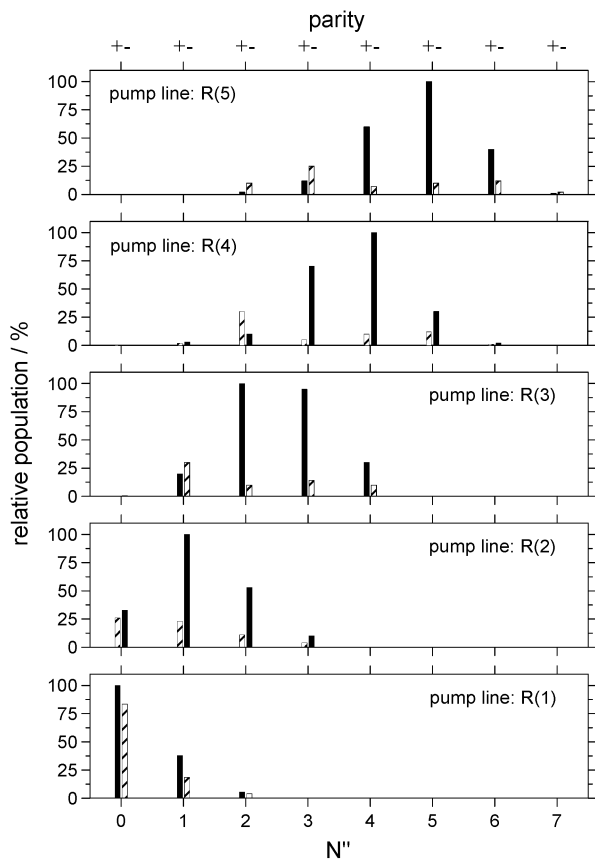 parity
+- +- +- +- +- +- +- +-
100
pump line: R(5)
75
50
25
0
100
pump line: R(4)
75
50
25
0
100
pump line: R(3)
75
50
25
0
100
pump line: R(2)
75
50
25
0
100
pump line: R(1)
75
50
25
0
relative population / %
0 1 2 3 4 5 6 7
N"